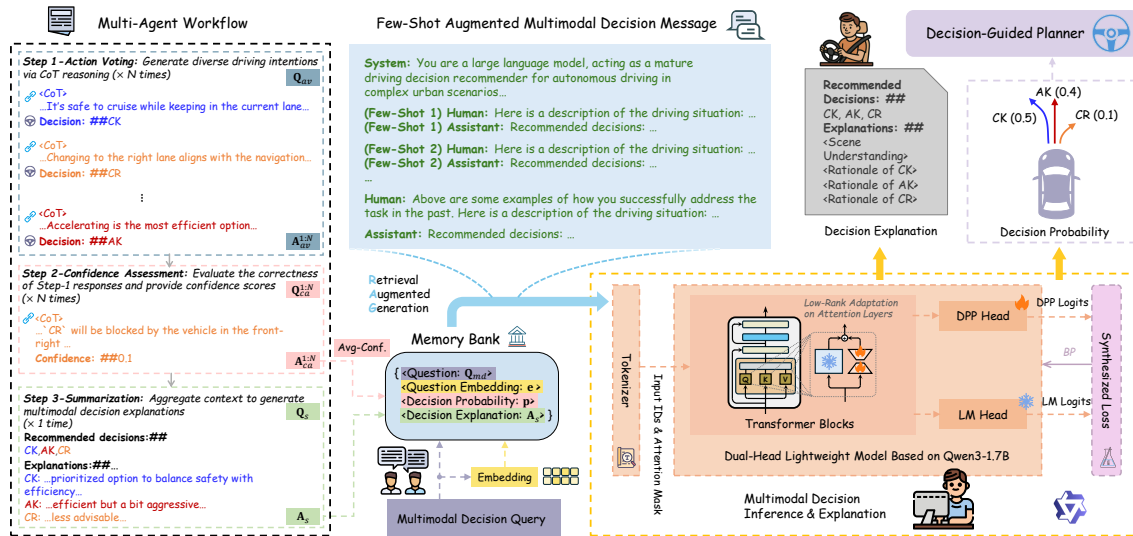 Multi-Agent Workflow
Step 1-Action Voting: Generate diverse driving intentions
via CoT reasoning (× N times)
Q_av
<CoT>
...It's safe to cruise while keeping in the current lane...
Decision: ##CK
<CoT>
...Changing to the right lane aligns with the navigation...
Decision: ##CR
⋮
<CoT>
...Accelerating is the most efficient option...
Decision: ##AK
A_av^1:N
Step 2-Confidence Assessment: Evaluate the correctness
of Step-1 responses and provide confidence scores
(× N times)
Q_ca^1:N
<CoT>
...`CR` will be blocked by the vehicle in the front-
right ...
Confidence: ##0.1
A_ca^1:N
Step 3-Summarization: Aggregate context to generate
multimodal decision explanations
(× 1 time)
Q_s
Recommended decisions:##
CK,AK,CR
Explanations:##...
CK: ...prioritized option to balance safety with
efficiency...
AK: ...efficient but a bit aggressive...
CR: ...less advisable...
A_s
Few-Shot Augmented Multimodal Decision Message
System: You are a large language model, acting as a mature
driving decision recommender for autonomous driving in
complex urban scenarios...
(Few-Shot 1) Human: Here is a description of the driving situation: ...
(Few-Shot 1) Assistant: Recommended decisions: ...
(Few-Shot 2) Human: Here is a description of the driving situation: ...
(Few-Shot 2) Assistant: Recommended decisions: ...
...
Human: Above are some examples of how you successfully address the
task in the past. Here is a description of the driving situation: ...
Assistant: Recommended decisions: ...
Retrieval
Augmented
Generation
Memory Bank
Avg-Conf.
{ <Question: Q_md>
<Question Embedding: e>
<Decision Probability: p>
<Decision Explanation: A_s> }
Embedding
Multimodal Decision Query
Recommended
Decisions: ##
CK, AK, CR
Explanations: ##
<Scene
Understanding>
<Rationale of CK>
<Rationale of AK>
<Rationale of CR>
Decision Explanation
Decision-Guided Planner
AK (0.4)
CK (0.5)
CR (0.1)
Decision Probability
Tokenizer
Input IDs & Attention Mask
Low-Rank Adaptation
on Attention Layers
Q K V
Transformer Blocks
DPP Head
LM Head
DPP Logits
BP
LM Logits
Synthesized Loss
Dual-Head Lightweight Model Based on Qwen3-1.7B
Multimodal Decision
Inference & Explanation